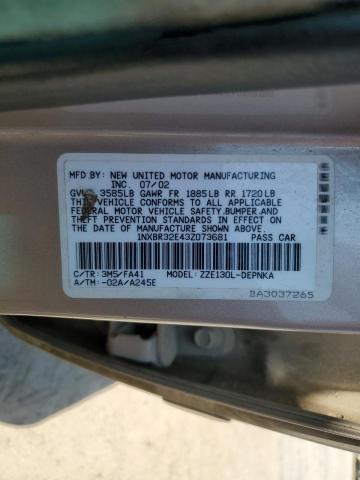 MFD.BY: NEW UNITED MOTOR MANUFACTURING
INC. 07/02
3585LB GAWR FR 1885LB RR 1720LB
THIS VEHICLE CONFORMS TO ALL APPLICABLE
FEDERAL MOTOR VEHICLE SAFETY,BUMPER,AND
THEFT PREVENTION STANDARDS IN EFFECT ON
THE DATE OF MANUFACTURE SHOWN ABOVE.
1NXBR32E43Z073681 PASS CAR
C/TR: 3M5/FA41 MODEL: ZZE130L-DEPNKA
A/TM: -02A/A245E
BA3037265